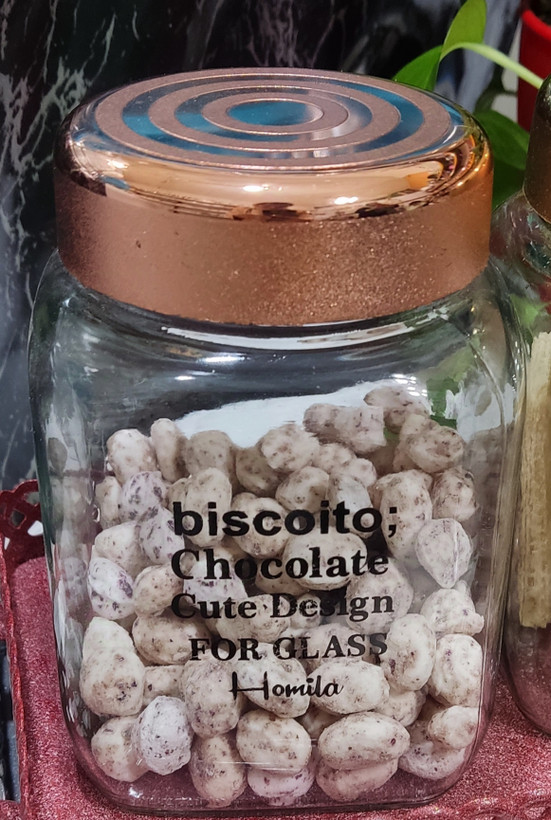 biscoito;
Chocolate
Cute Design
FOR GLASS
Homila